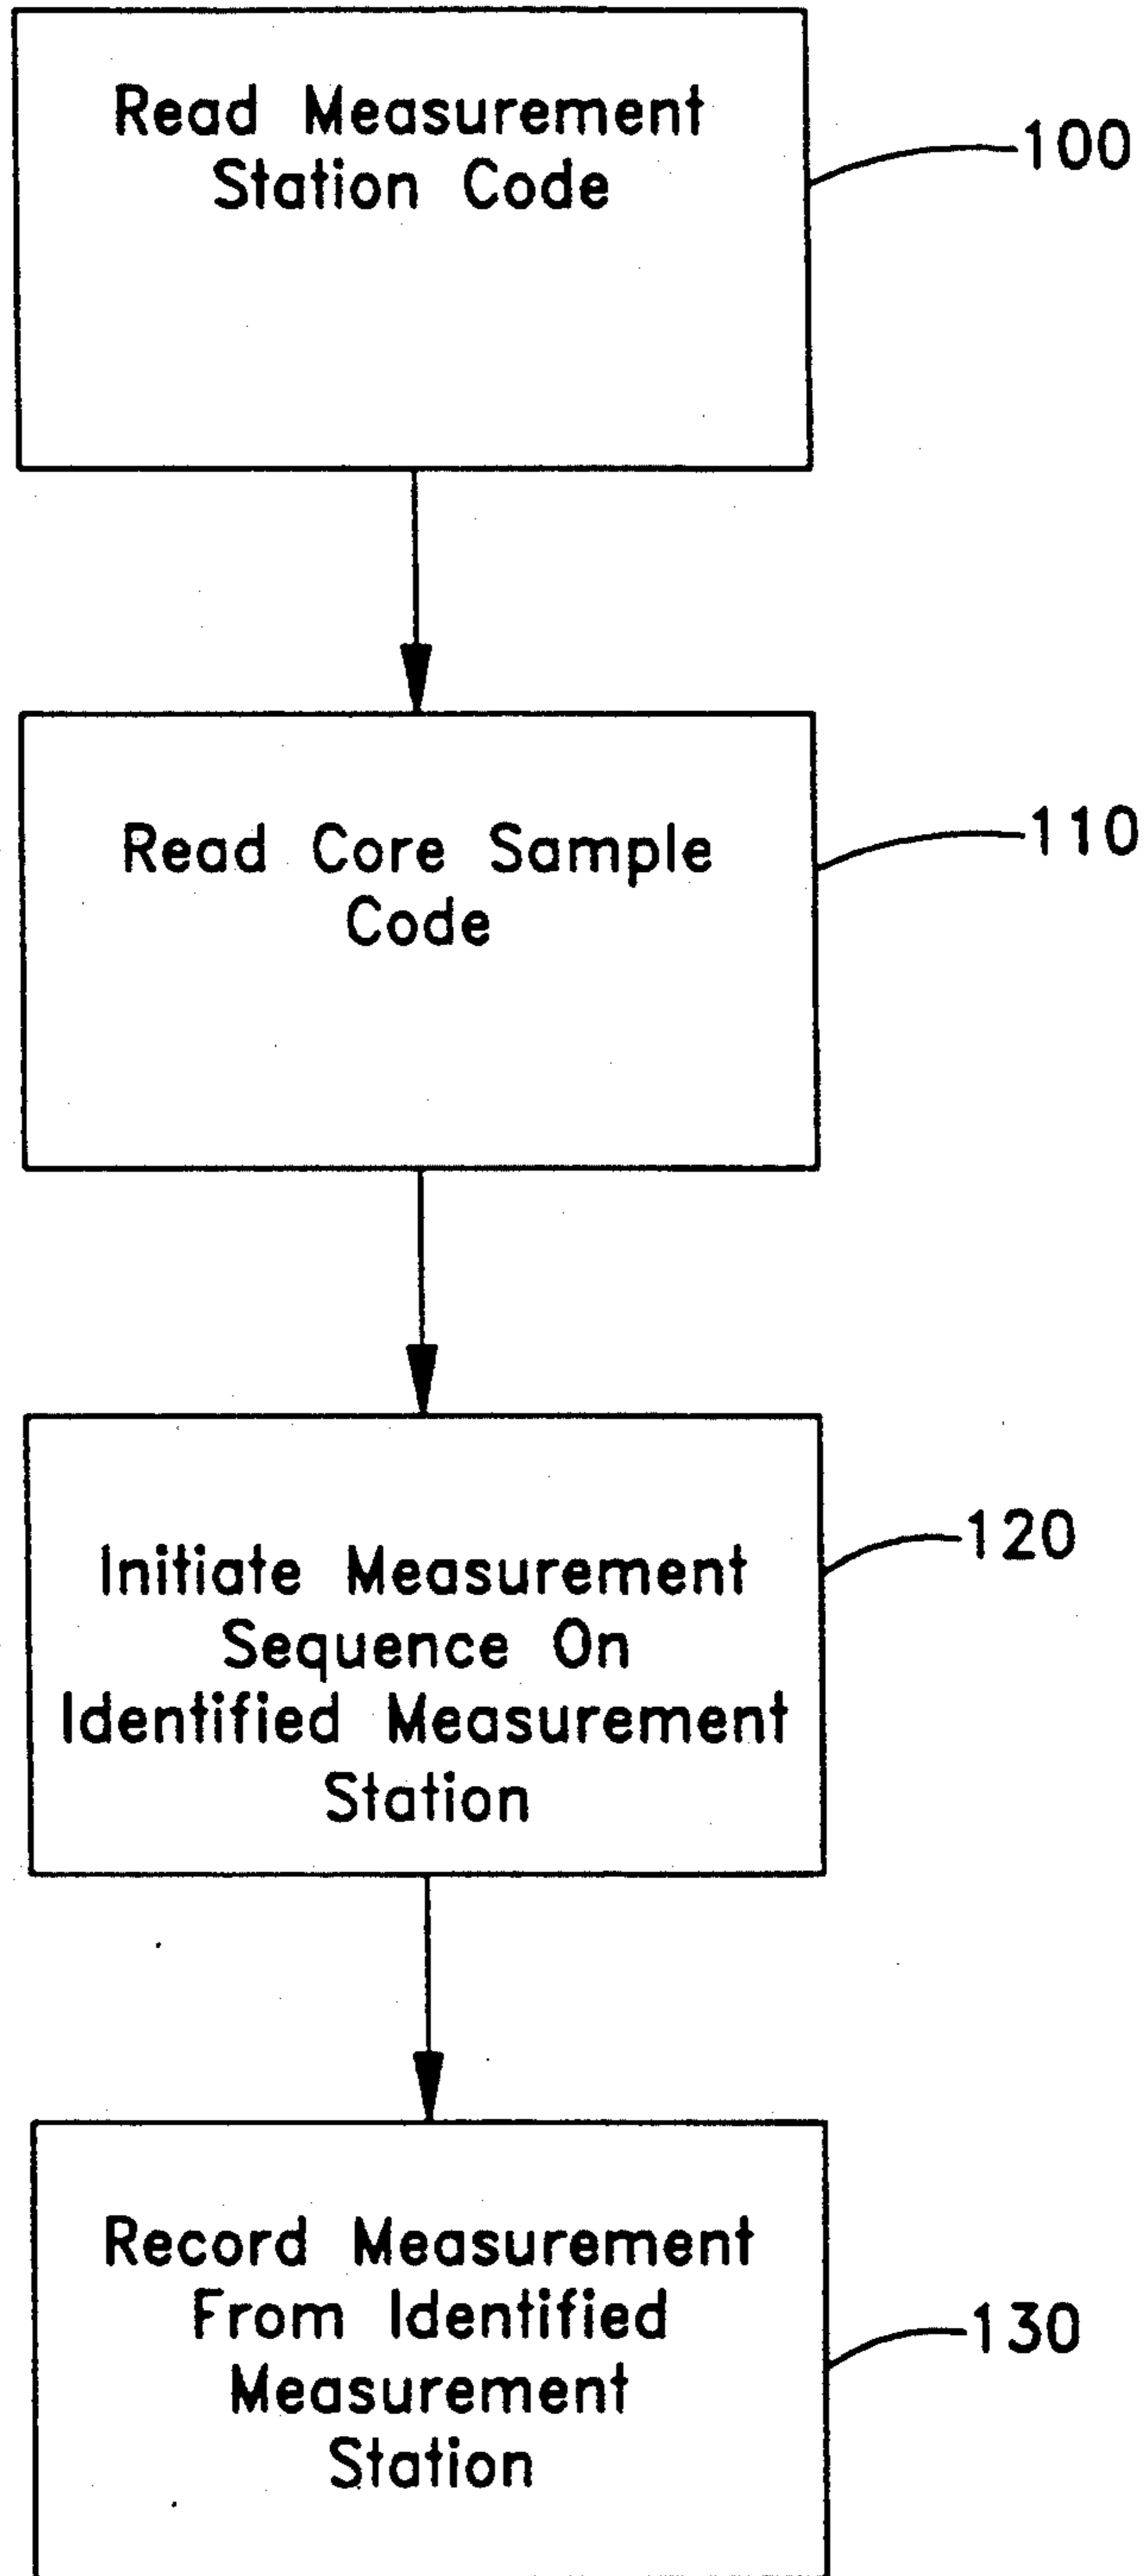 Read Measurement
Station Code
100
Read Core Sample
Code
110
Initiate Measurement
Sequence On
Identified Measurement
Station
120
Record Measurement
From Identified
Measurement
Station
130